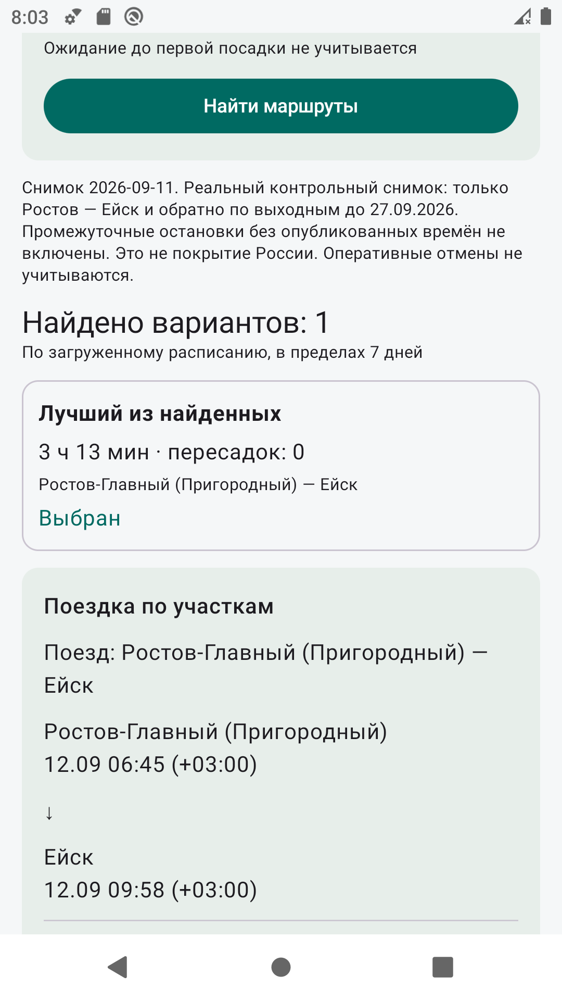 8:03
Ожидание до первой посадки не учитывается
Найти маршруты
Снимок 2026-09-11. Реальный контрольный снимок: только
Ростов — Ейск и обратно по выходным до 27.09.2026.
Промежуточные остановки без опубликованных времён не
включены. Это не покрытие России. Оперативные отмены не
учитываются.
Найдено вариантов: 1
По загруженному расписанию, в пределах 7 дней
Лучший из найденных
3 ч 13 мин · пересадок: 0
Ростов-Главный (Пригородный) — Ейск
Выбран
Поездка по участкам
Поезд: Ростов-Главный (Пригородный) —
Ейск
Ростов-Главный (Пригородный)
12.09 06:45 (+03:00)
↓
Ейск
12.09 09:58 (+03:00)